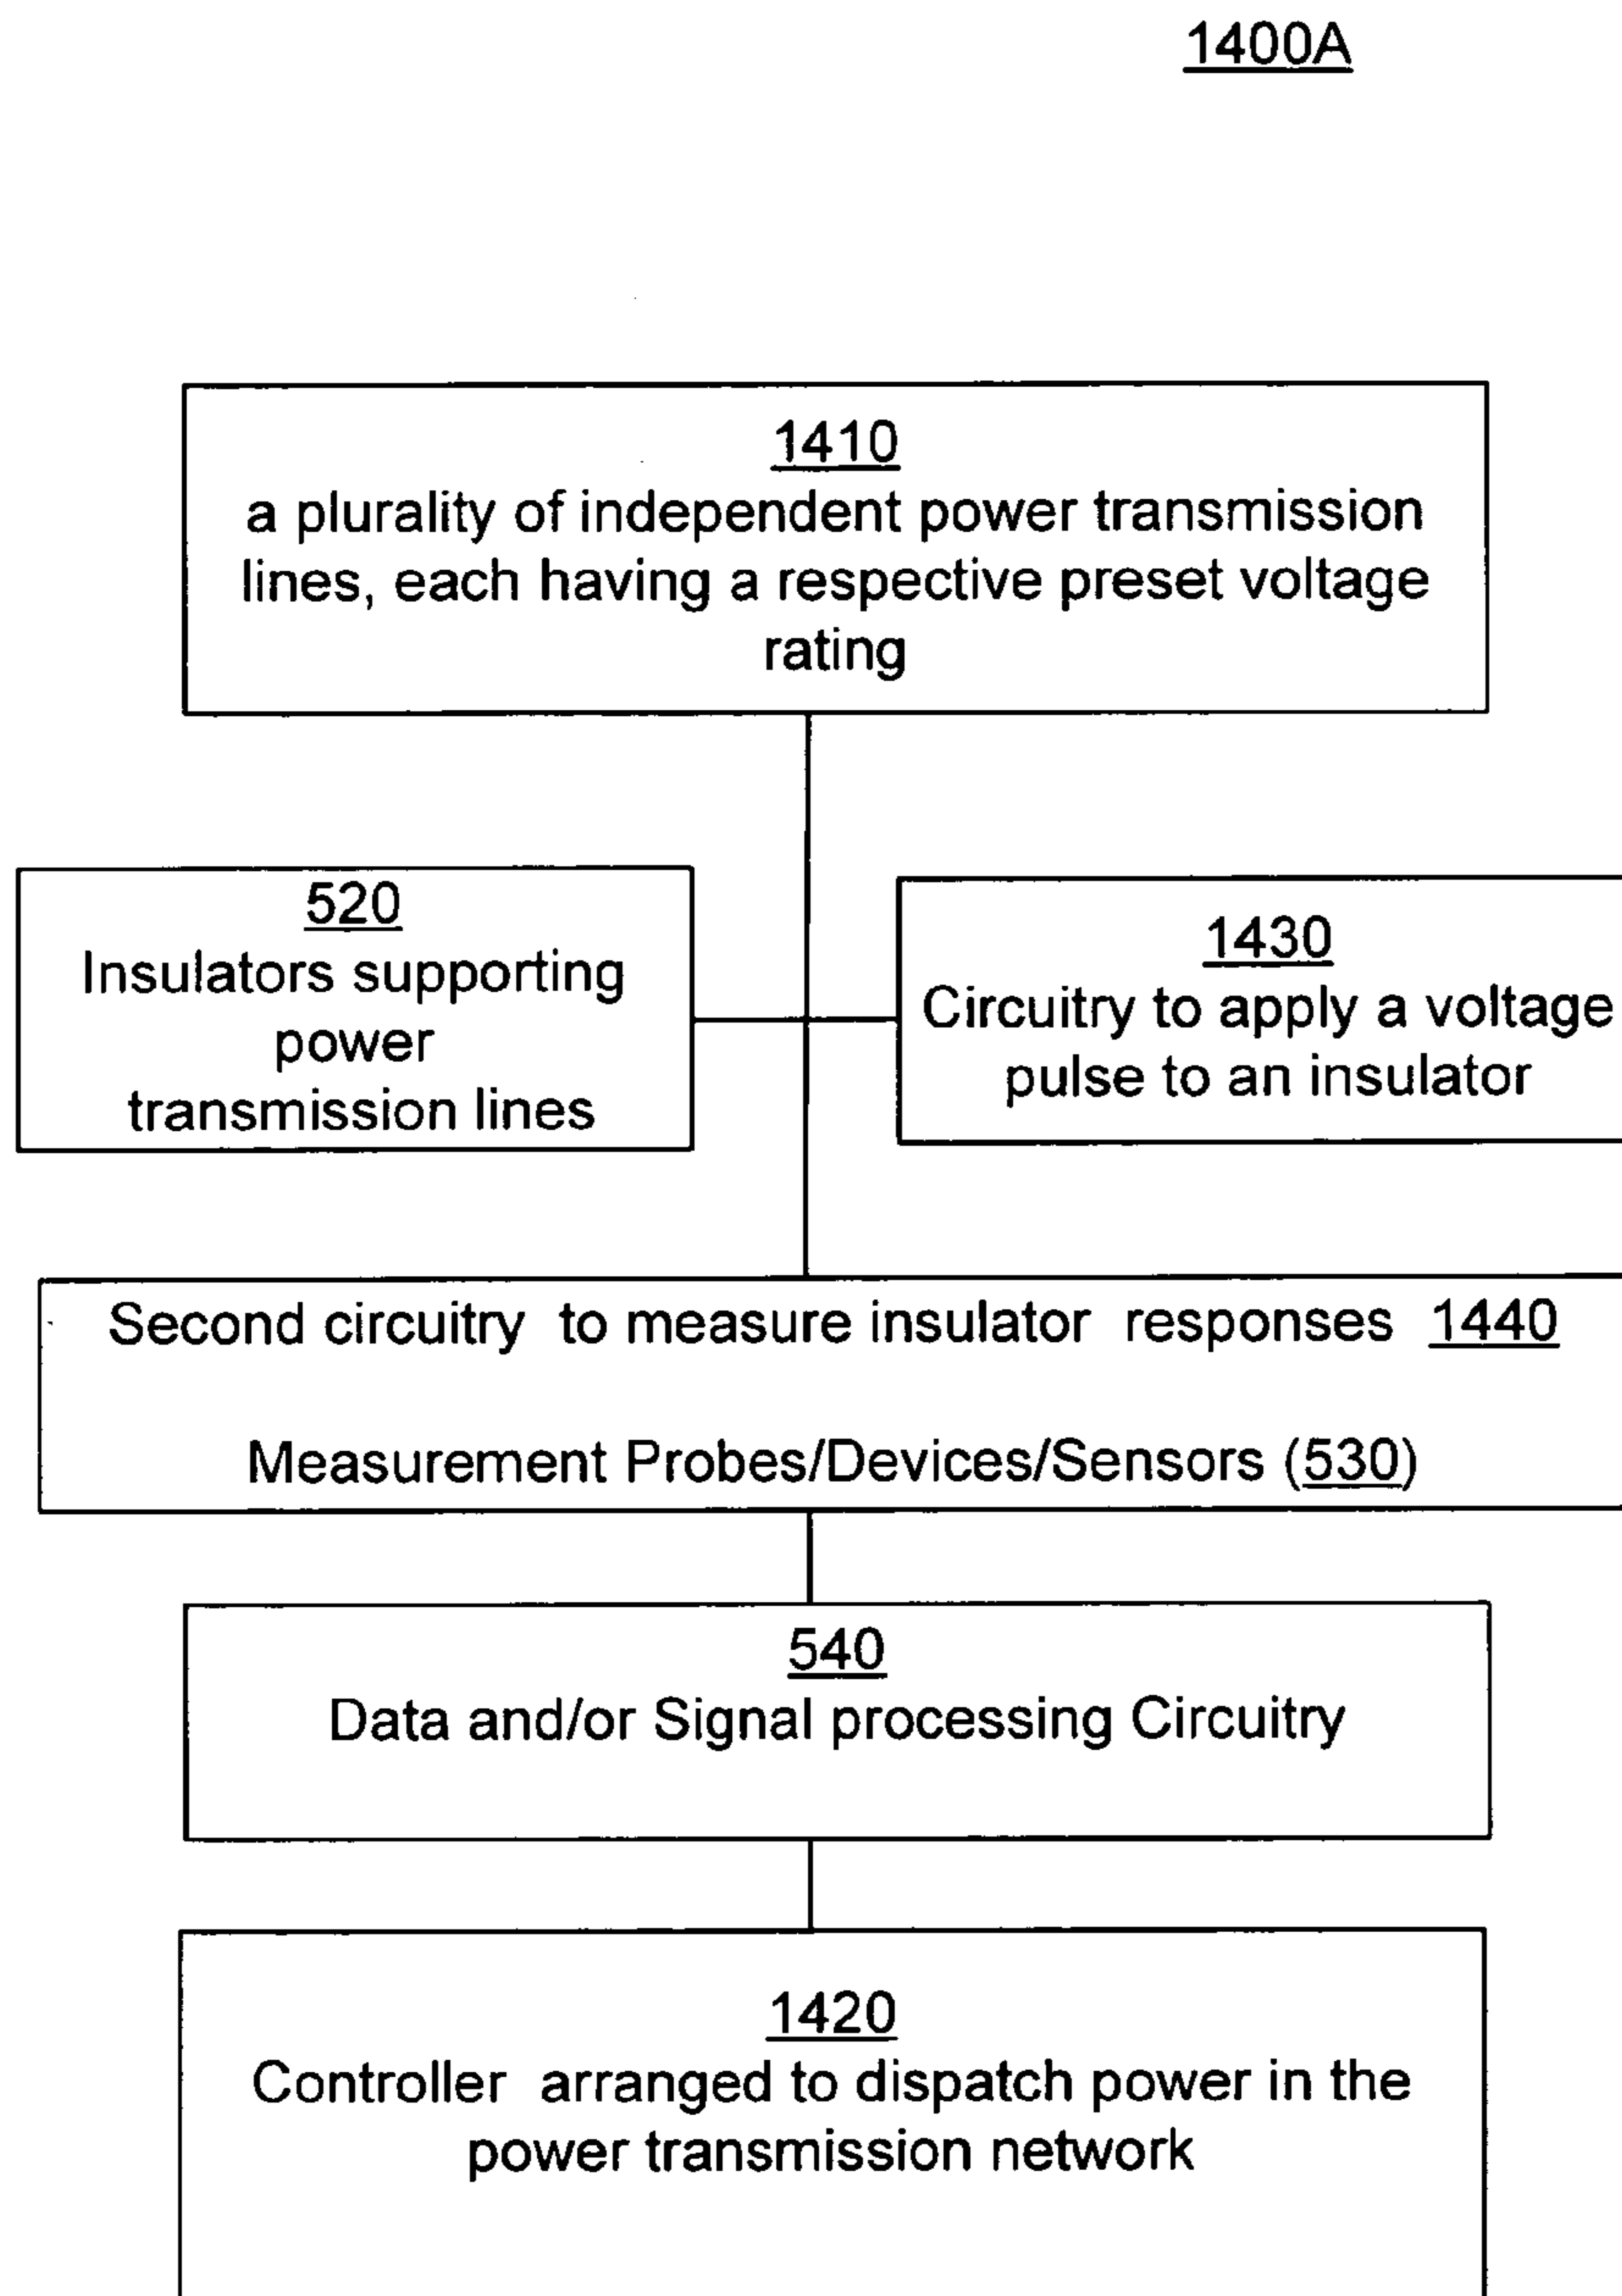 1400A
1410
a plurality of independent power transmission
lines, each having a respective preset voltage
rating
520
Insulators supporting
power
transmission lines
1430
Circuitry to apply a voltage
pulse to an insulator
Second circuitry to measure insulator responses 1440
Measurement Probes/Devices/Sensors (530)
540
Data and/or Signal processing Circuitry
1420
Controller arranged to dispatch power in the
power transmission network